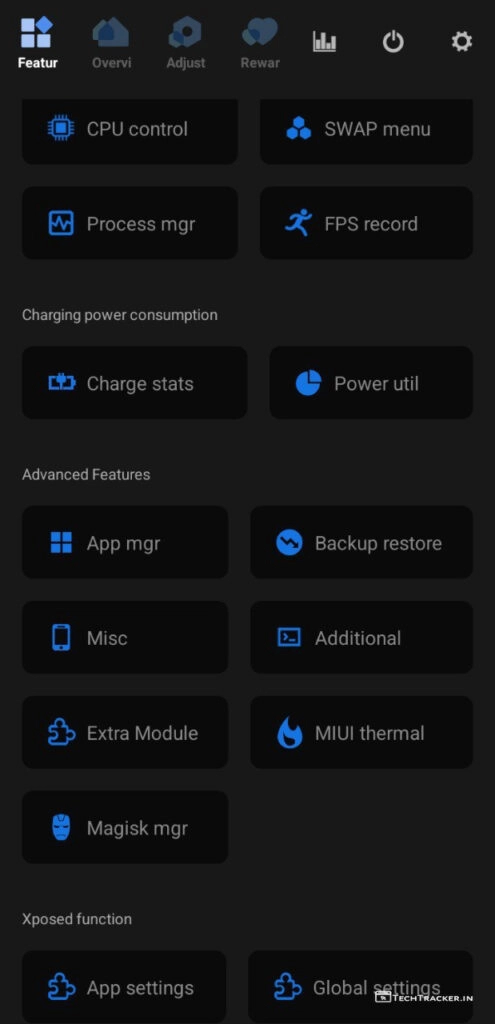 Featur
Overvi
Adjust
Rewar
CPU control
SWAP menu
Process mgr
FPS record
Charging power consumption
Charge stats
Power util
Advanced Features
App mgr
Backup restore
Misc
Additional
Extra Module
MIUI thermal
Magisk mgr
Xposed function
App settings
Global settings
TECHTRACKER.IN